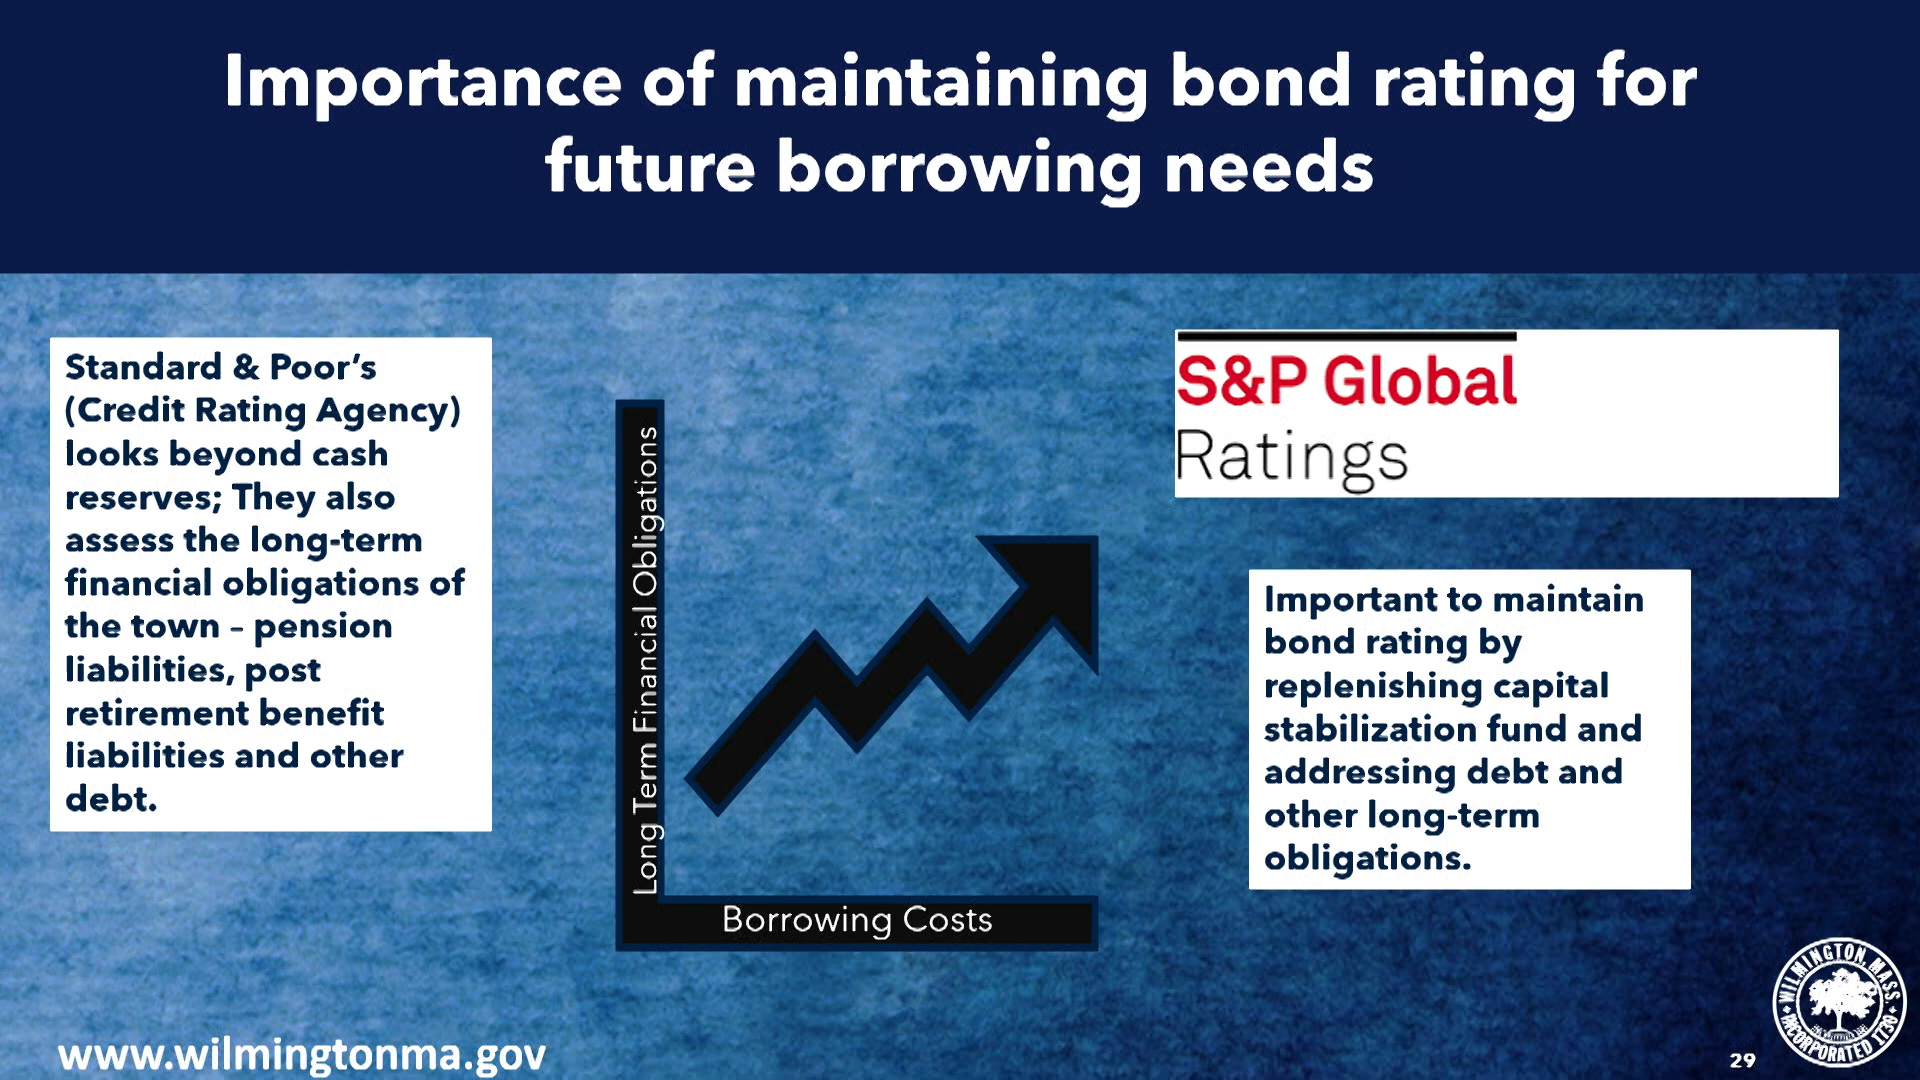 Importance of maintaining bond rating for
future borrowing needs
Standard & Poor's
(Credit Rating Agency)
looks beyond cash
reserves; They also
assess the long-term
financial obligations of
the town – pension
liabilities, post
retirement benefit
liabilities and other
debt.
Long Term Financial Obligations
Borrowing Costs
S&P Global
Ratings
Important to maintain
bond rating by
replenishing capital
stabilization fund and
addressing debt and
other long-term
obligations.
www.wilmingtonma.gov
29
WILMINGTON, MASS.
INCORPORATED 1730